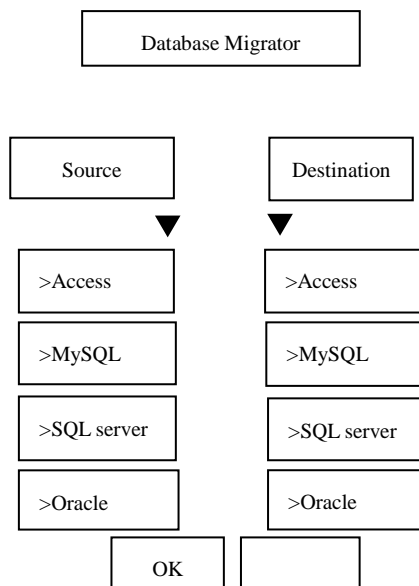 Database Migrator
Source
Destination
>Access
>Access
>MySQL
>MySQL
>SQL server
>SQL server
>Oracle
>Oracle
OK